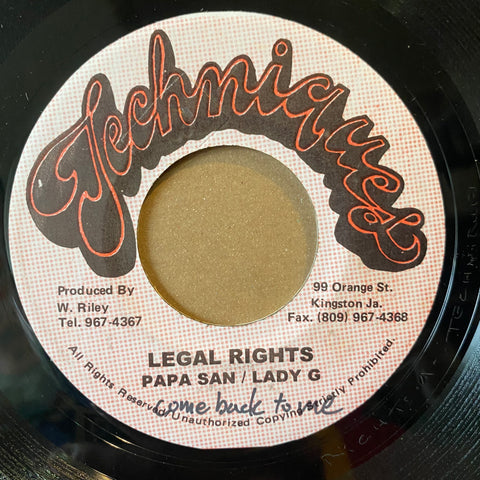 Techniques
Produced By
W. Riley
Tel. 967-4367
99 Orange St.
Kingston Ja.
Fax. (809) 967-4368
LEGAL RIGHTS
PAPA SAN / LADY G
come back to me
All Rights Reserved Unauthorized Copying Strictly Prohibited.